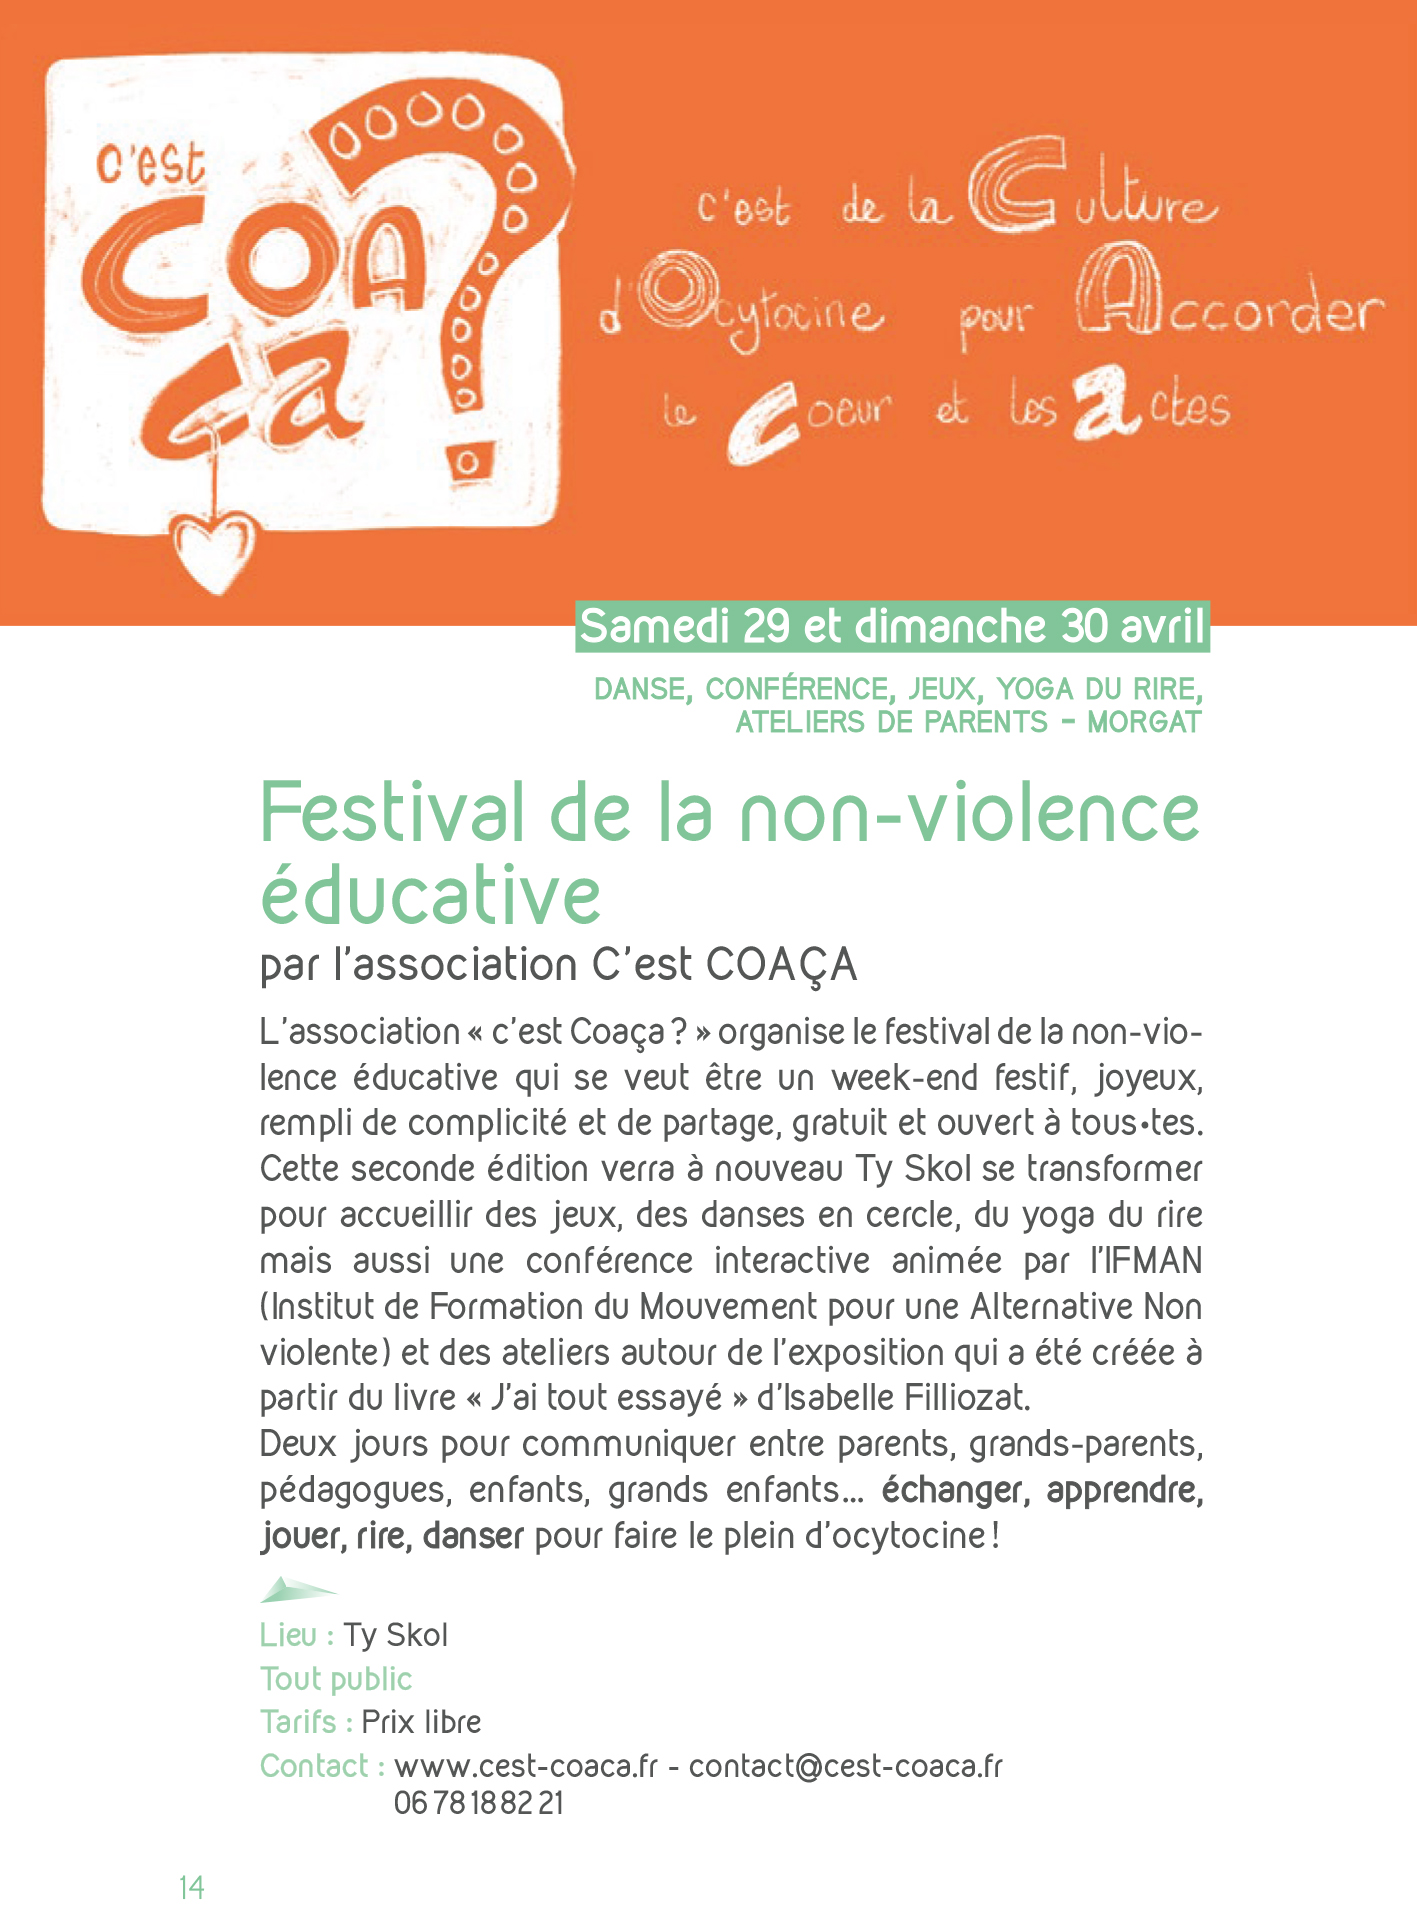 c'est
COA
ça ?
c'est de la Culture
d'Ocytocine pour Accorder
le coeur et les actes
Samedi 29 et dimanche 30 avril
DANSE, CONFÉRENCE, JEUX, YOGA DU RIRE,
ATELIERS DE PARENTS – MORGAT
Festival de la non-violence
éducative
par l'association C'est COAÇA
L'association « c'est Coaça ? » organise le festival de la non-vio-
lence éducative qui se veut être un week-end festif, joyeux,
rempli de complicité et de partage, gratuit et ouvert à tous•tes.
Cette seconde édition verra à nouveau Ty Skol se transformer
pour accueillir des jeux, des danses en cercle, du yoga du rire
mais aussi une conférence interactive animée par l'IFMAN
(Institut de Formation du Mouvement pour une Alternative Non
violente) et des ateliers autour de l'exposition qui a été créée à
partir du livre « J'ai tout essayé » d'Isabelle Filliozat.
Deux jours pour communiquer entre parents, grands-parents,
pédagogues, enfants, grands enfants... échanger, apprendre,
jouer, rire, danser pour faire le plein d'ocytocine !
Lieu : Ty Skol
Tout public
Tarifs : Prix libre
Contact : www.cest-coaca.fr - contact@cest-coaca.fr
06 78 18 82 21
14